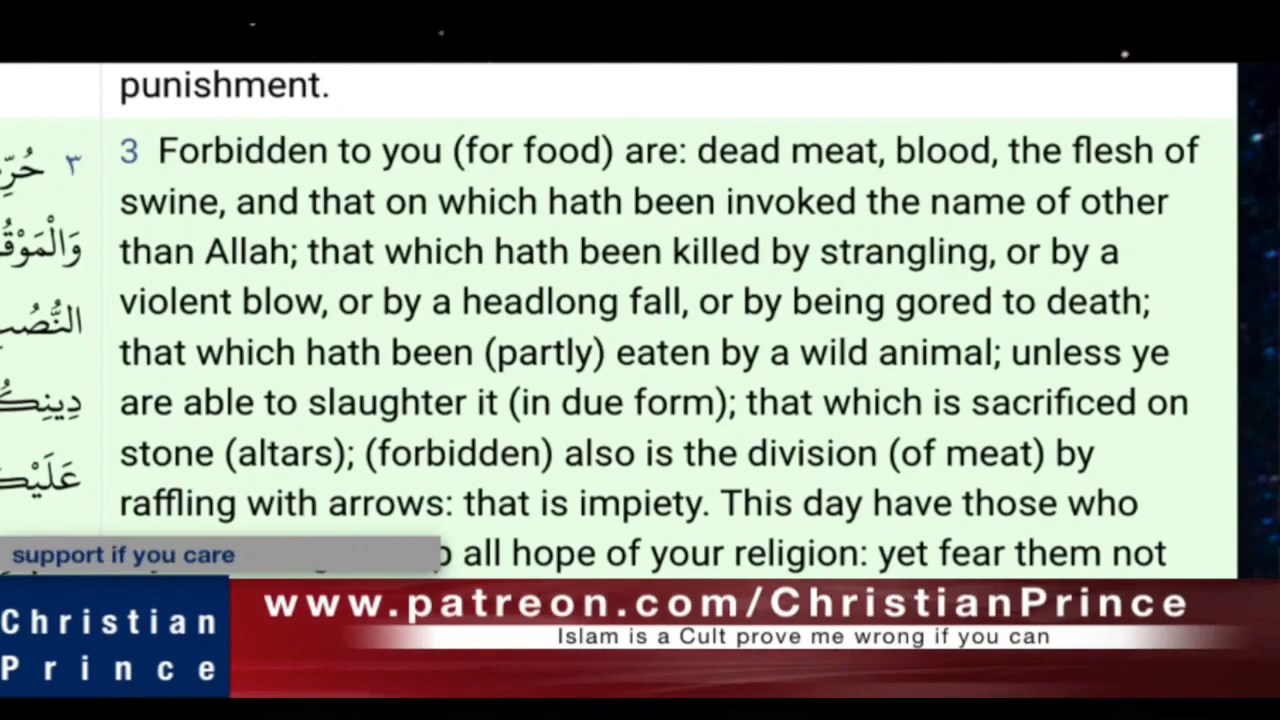 punishment.
3 Forbidden to you (for food) are: dead meat, blood, the flesh of
swine, and that on which hath been invoked the name of other
than Allah; that which hath been killed by strangling, or by a
violent blow, or by a headlong fall, or by being gored to death;
that which hath been (partly) eaten by a wild animal; unless ye
are able to slaughter it (in due form); that which is sacrificed on
stone (altars); (forbidden) also is the division (of meat) by
raffling with arrows: that is impiety. This day have those who
all hope of your religion: yet fear them not
٣ حُرِّ
وَالْمَوْقُ
النُّصُبِ
دِينِكُ
عَلَيْكُ
support if you care
Christian
Prince
www.patreon.com/ChristianPrince
Islam is a Cult prove me wrong if you can